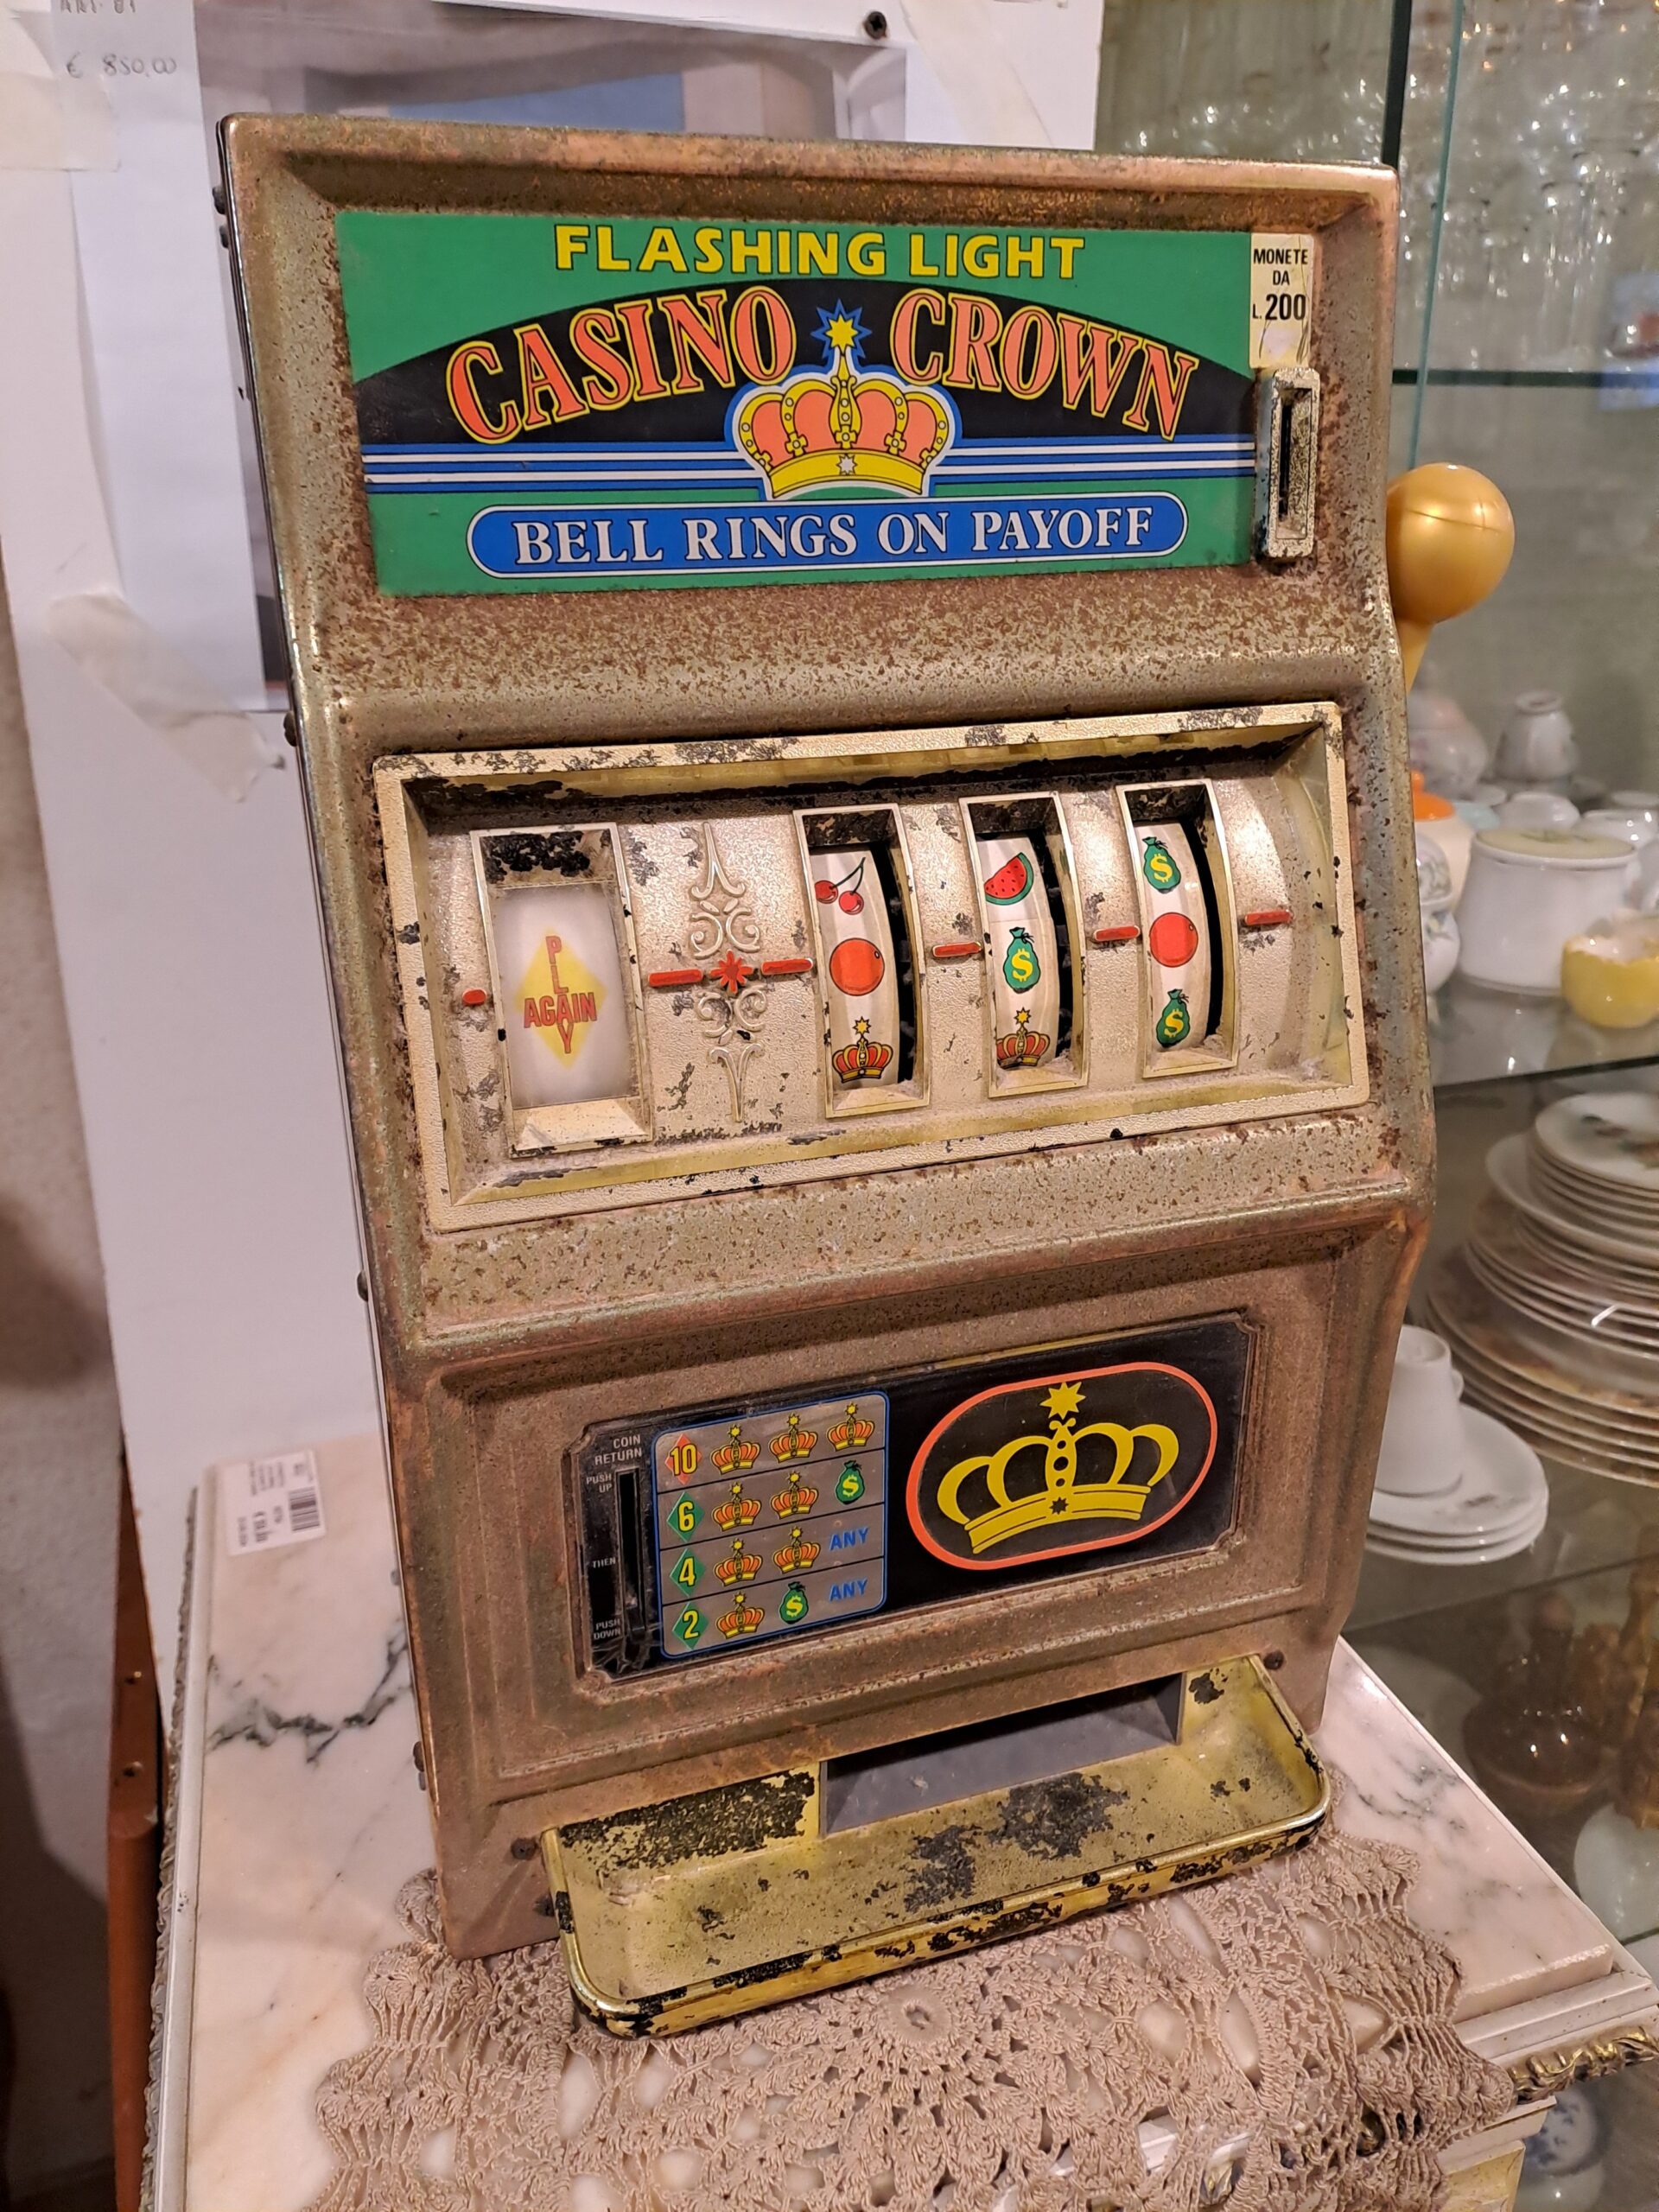 € 850,00
FLASHING LIGHT
CASINO CROWN
BELL RINGS ON PAYOFF
MONETE
DA
L.200
PLAY
AGAIN
$
$
$
COIN
RETURN
PUSH
UP
THEN
PUSH
DOWN
10
6 $
4 ANY
2 $ ANY